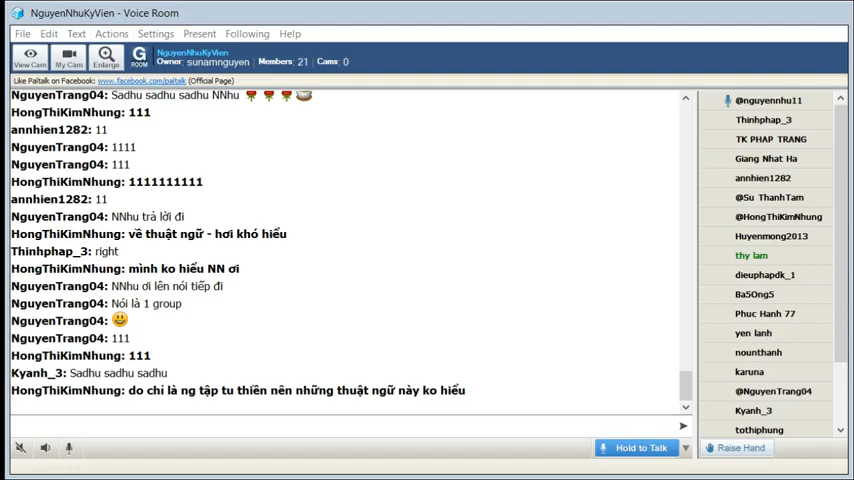 NguyenNhuKyVien - Voice Room
File Edit Text Actions Settings Present Following Help
View Cam My Cam Enlarge G ROOM NguyenNhuKyVien
Owner: sunamnguyen Members: 21 Cams: 0
Like Paltalk on Facebook: www.facebook.com/paltalk (Official Page)
NguyenTrang04: Sadhu sadhu sadhu NNhu
HongThiKimNhung: 111
annhien1282: 11
NguyenTrang04: 1111
NguyenTrang04: 111
HongThiKimNhung: 1111111111
annhien1282: 11
NguyenTrang04: NNhu trả lời đi
HongThiKimNhung: về thuật ngữ - hơi khó hiểu
Thinhphap_3: right
HongThiKimNhung: mình ko hiểu NN ơi
NguyenTrang04: NNhu ơi lên nói tiếp đi
NguyenTrang04: Nói là 1 group
NguyenTrang04:
NguyenTrang04: 111
HongThiKimNhung: 111
Kyanh_3: Sadhu sadhu sadhu
HongThiKimNhung: do chỉ là ng tập tu thiền nên những thuật ngữ này ko hiểu
@nguyennhu11
Thinhphap_3
TK PHAP TRANG
Giang Nhat Ha
annhien1282
@Su ThanhTam
@HongThiKimNhung
Huyenmong2013
thy lam
dieuphapdk_1
Ba5Ong5
Phuc Hanh 77
yen lanh
nounthanh
karuna
@NguyenTrang04
Kyanh_3
tothiphung
Hold to Talk
Raise Hand